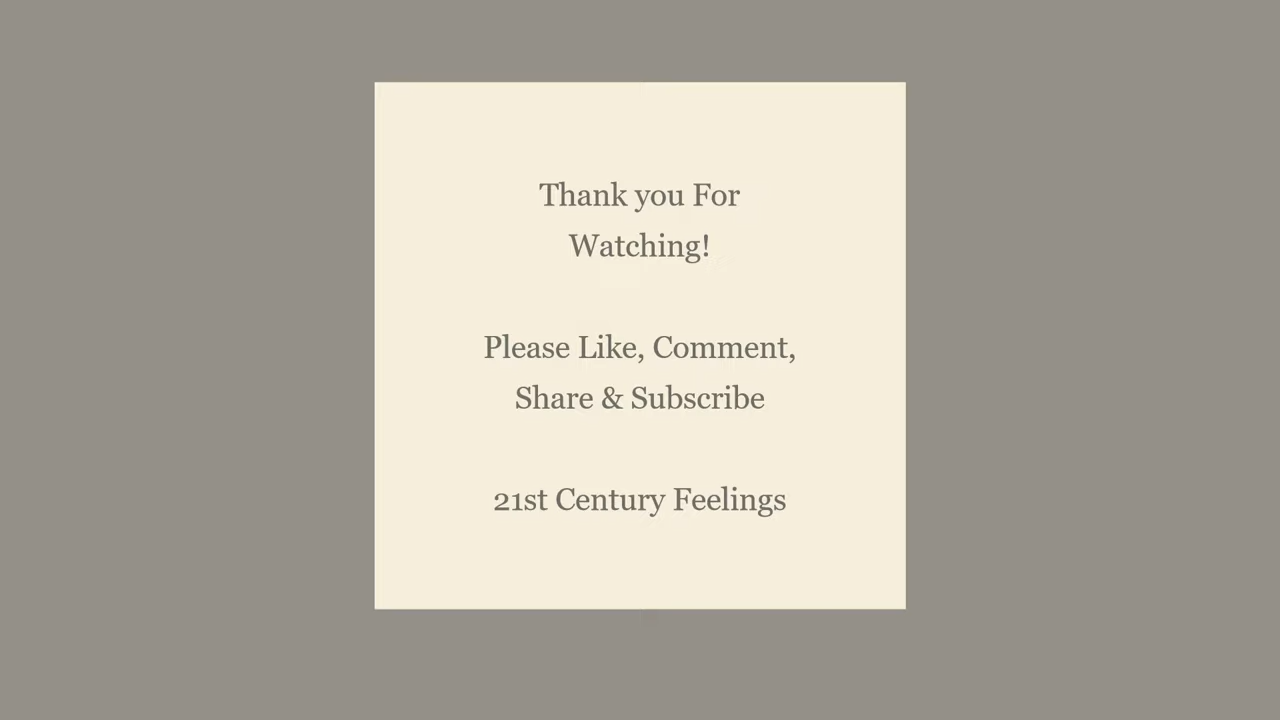 Thank you For
Watching!
Please Like, Comment,
Share & Subscribe
21st Century Feelings